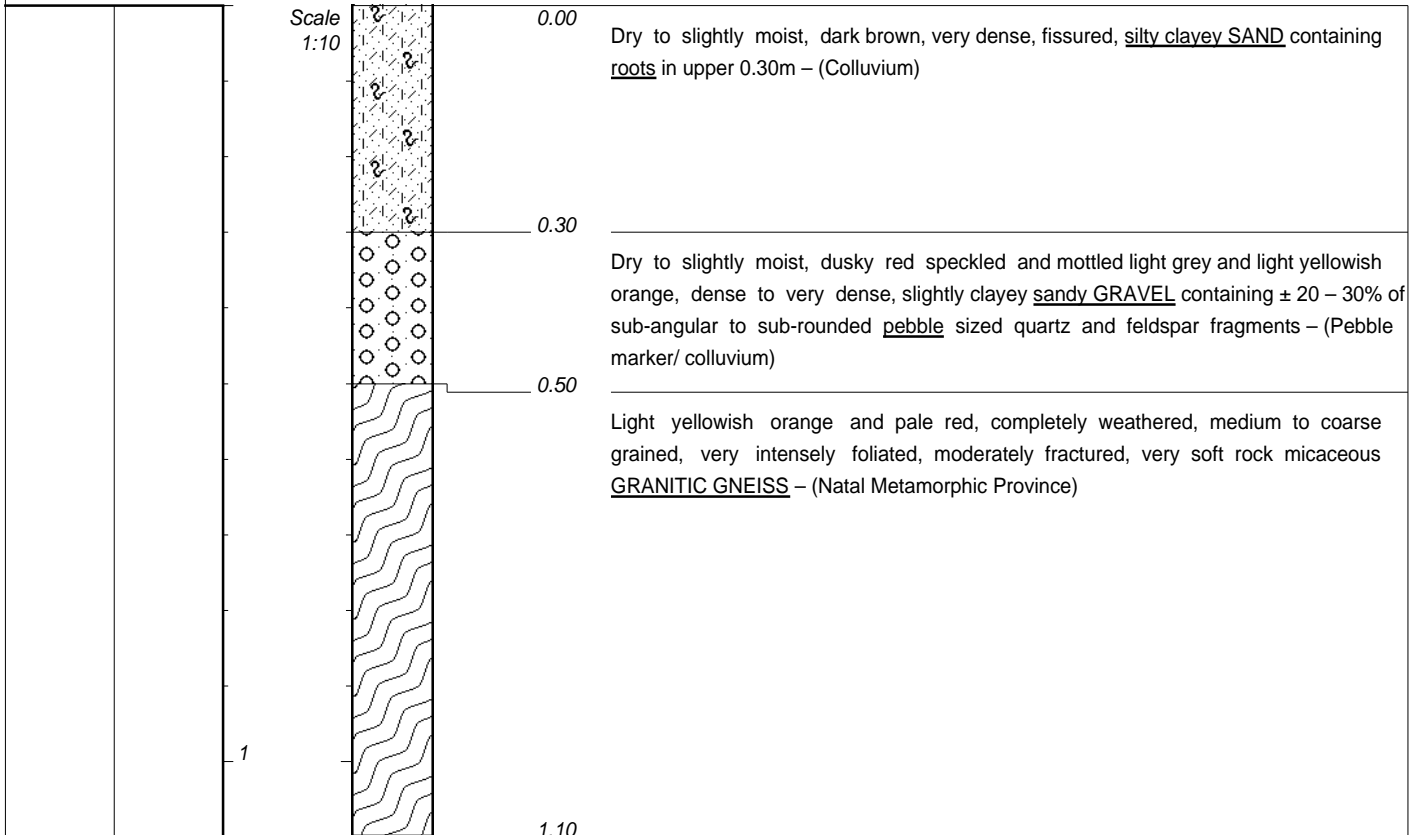 Scale
1:10
0.00
Dry to slightly moist, dark brown, very dense, fissured, silty clayey SAND containing
roots in upper 0.30m – (Colluvium)
0.30
Dry to slightly moist, dusky red speckled and mottled light grey and light yellowish
orange, dense to very dense, slightly clayey sandy GRAVEL containing ± 20 – 30% of
sub-angular to sub-rounded pebble sized quartz and feldspar fragments – (Pebble
marker/ colluvium)
0.50
Light yellowish orange and pale red, completely weathered, medium to coarse
grained, very intensely foliated, moderately fractured, very soft rock micaceous
GRANITIC GNEISS – (Natal Metamorphic Province)
1
1.10